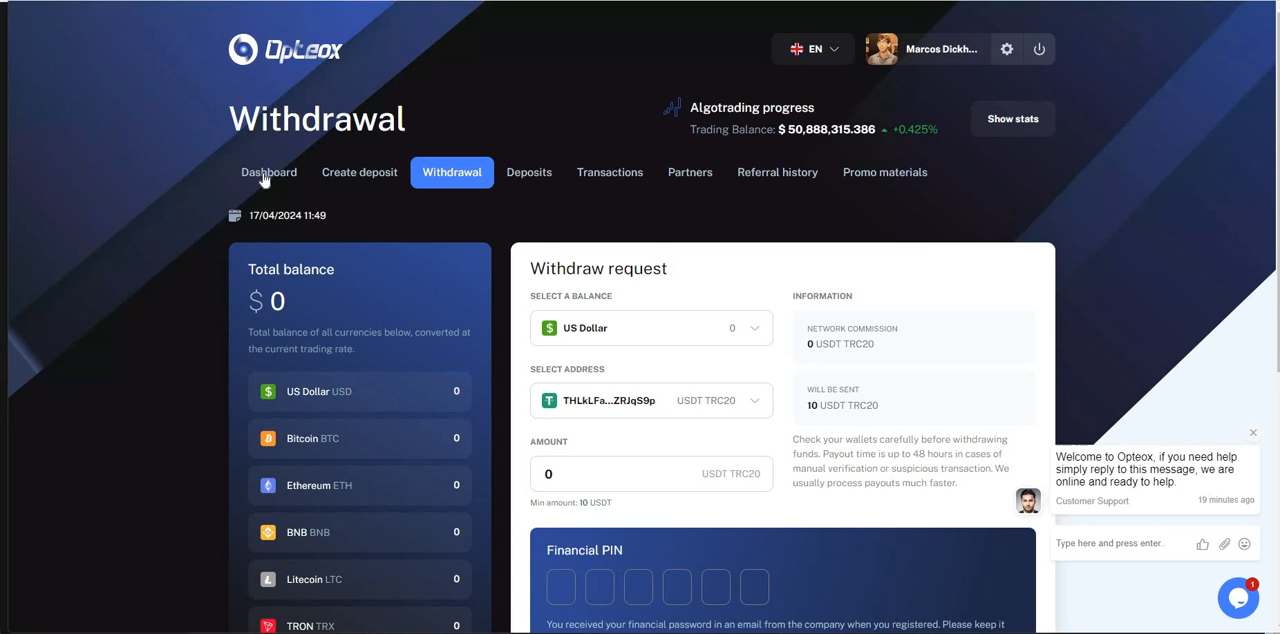 Opteox
EN
Marcos Dickh...
Withdrawal
Algotrading progress
Trading Balance: $ 50,888,315.386 +0.425%
Show stats
Dashboard Create deposit Withdrawal Deposits Transactions Partners Referral history Promo materials
17/04/2024 11:49
Total balance
$ 0
Total balance of all currencies below, converted at
the current trading rate.
$ US Dollar USD 0
Bitcoin BTC 0
Ethereum ETH 0
BNB BNB 0
Litecoin LTC 0
TRON TRX 0
Withdraw request
SELECT A BALANCE
$ US Dollar 0
SELECT ADDRESS
THLkLFa...ZRJqS9p USDT TRC20
AMOUNT
0 USDT TRC20
Min amount: 10 USDT
INFORMATION
NETWORK COMMISSION
0 USDT TRC20
WILL BE SENT
10 USDT TRC20
Check your wallets carefully before withdrawing
funds. Payout time is up to 48 hours in cases of
manual verification or suspicious transaction. We
usually process payouts much faster.
Financial PIN
You received your financial password in an email from the company when you registered. Please keep it
Welcome to Opteox, if you need help
simply reply to this message, we are
online and ready to help.
Customer Support 19 minutes ago
Type here and press enter..
1